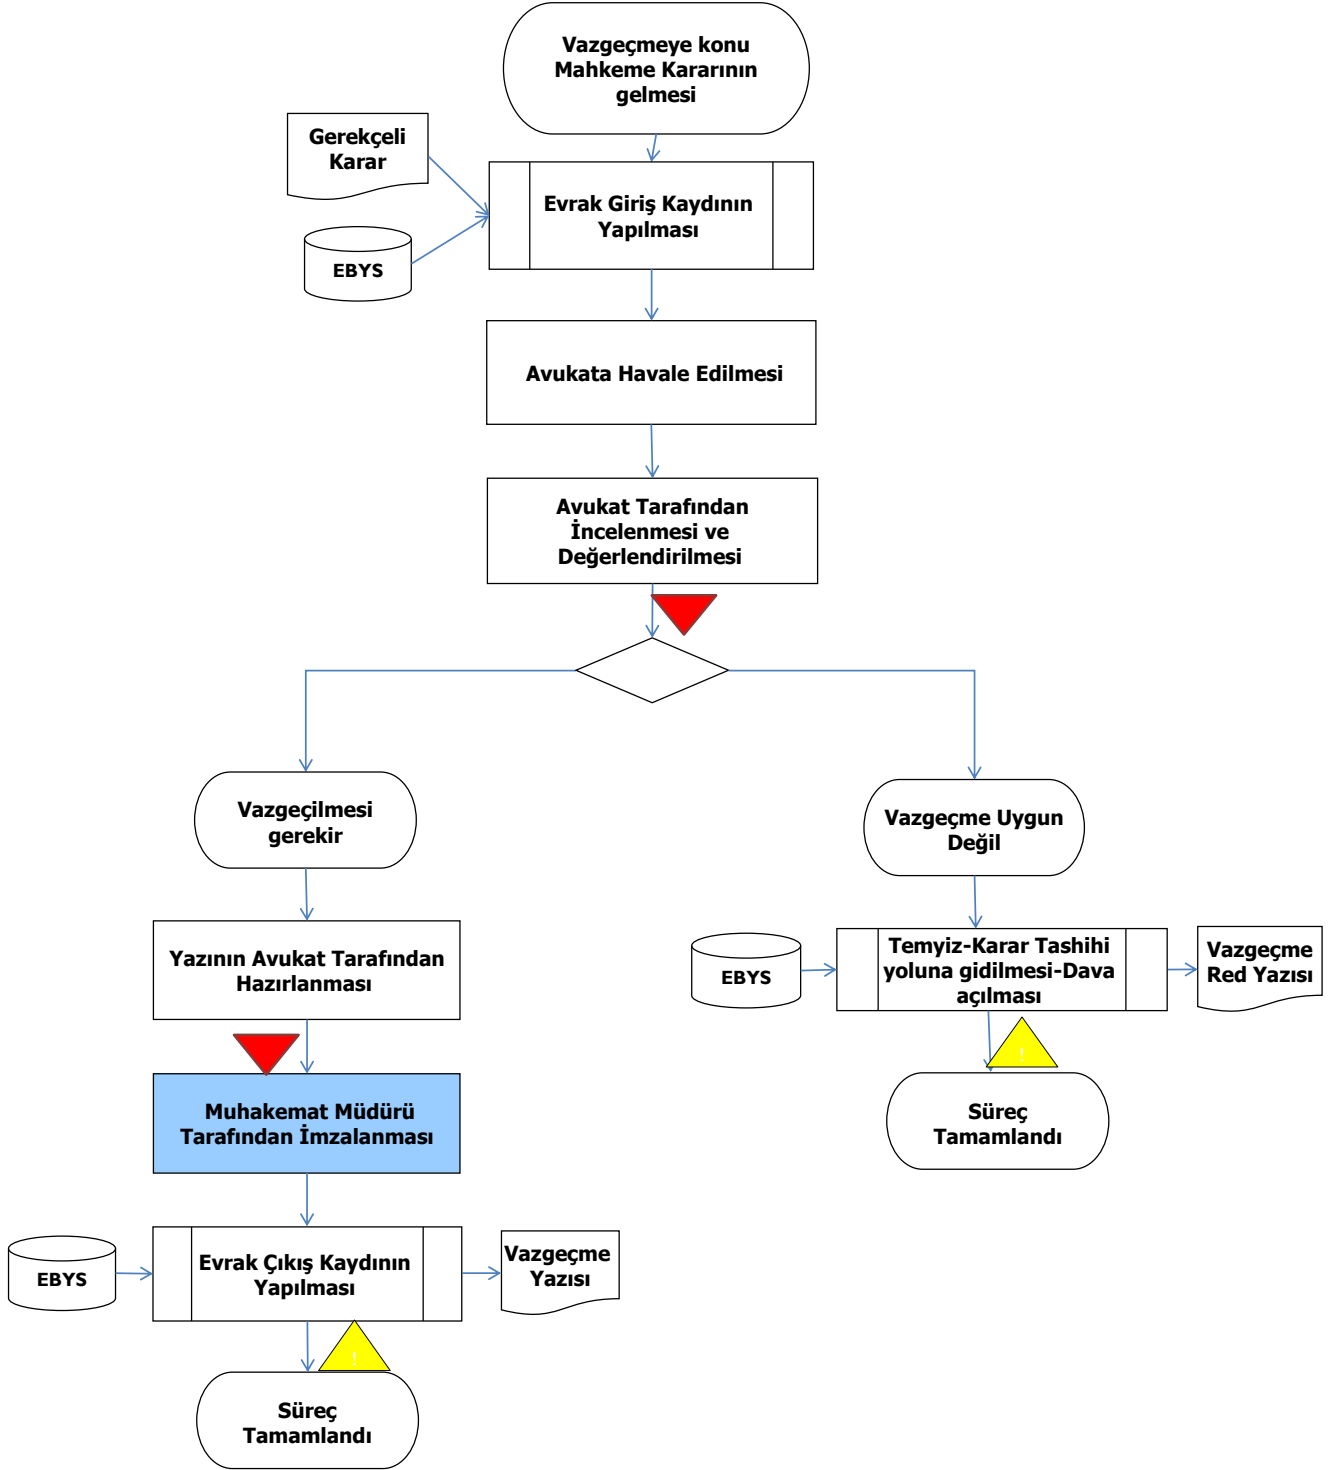 Vazgeçmeye konu
Mahkeme Kararının
gelmesi
Gerekçeli
Karar
EBYS
Evrak Giriş Kaydının
Yapılması
Avukata Havale Edilmesi
Avukat Tarafından
İncelenmesi ve
Değerlendirilmesi
Vazgeçilmesi
gerekir
Yazının Avukat Tarafından
Hazırlanması
Muhakemat Müdürü
Tarafından İmzalanması
EBYS
Evrak Çıkış Kaydının
Yapılması
Vazgeçme
Yazısı
!
Süreç
Tamamlandı
Vazgeçme Uygun
Değil
EBYS
Temyiz-Karar Tashihi
yoluna gidilmesi-Dava
açılması
Vazgeçme
Red Yazısı
!
Süreç
Tamamlandı